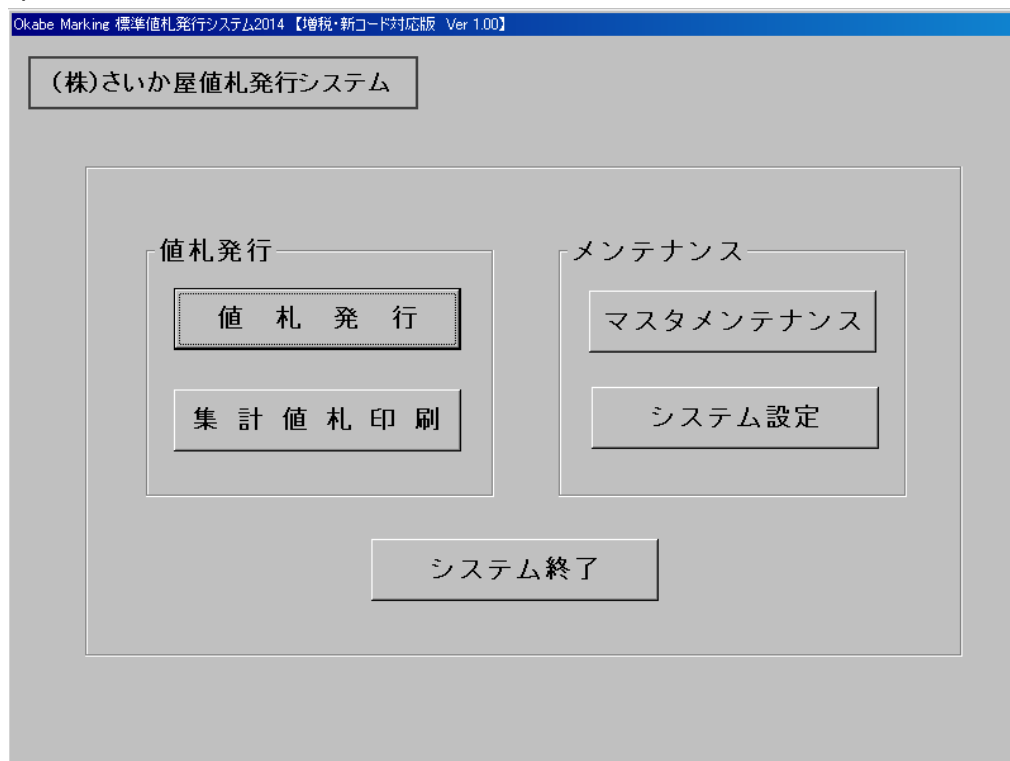 Okabe Marking 標準値札発行システム2014 【増税・新コード対応版 Ver 1.00】
(株)さいか屋値札発行システム
値札発行
値 札 発 行
集 計 値 札 印 刷
メンテナンス
マスタメンテナンス
システム設定
システム終了